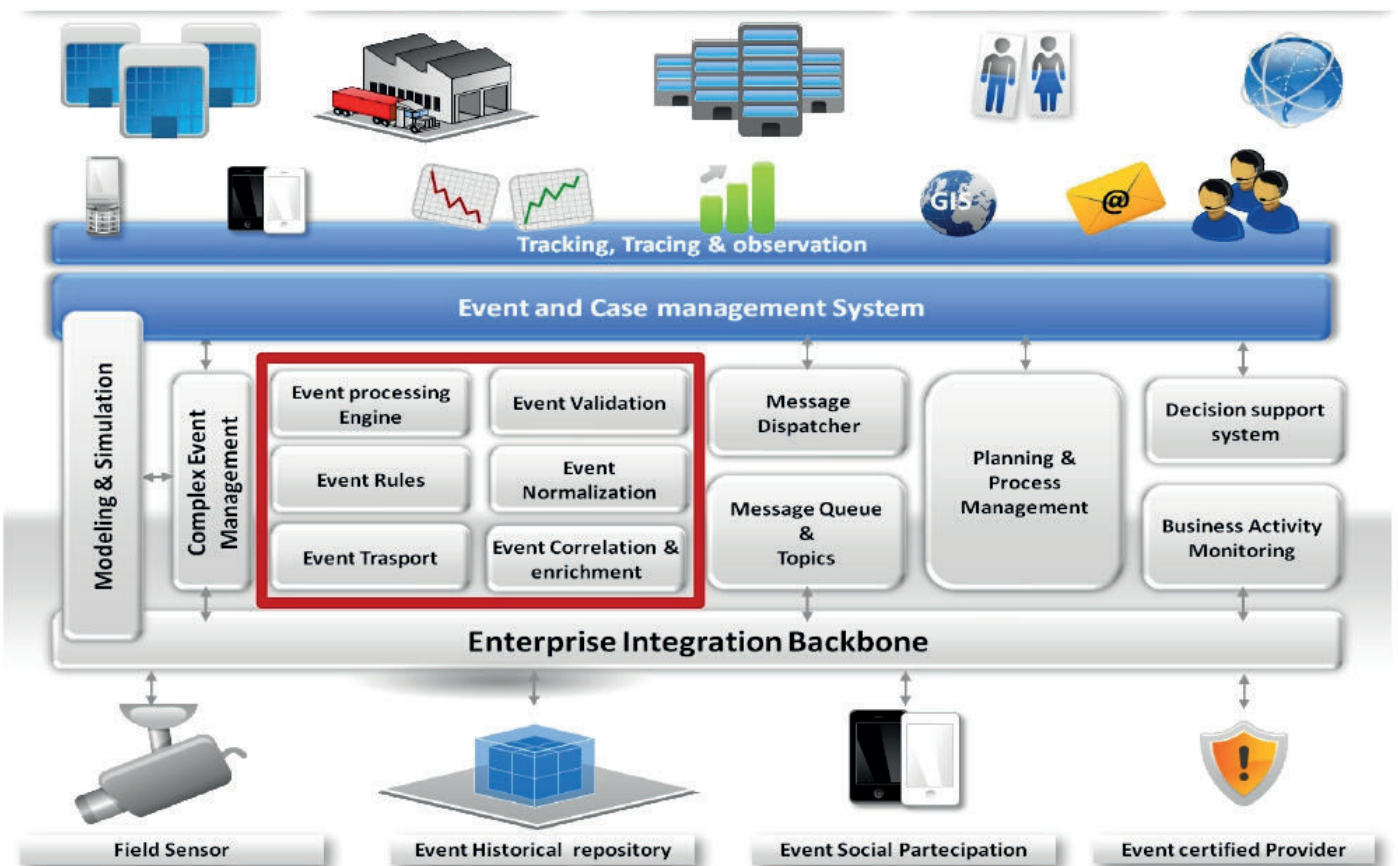 GIS
@
Tracking, Tracing & observation
Event and Case management System
Modeling & Simulation
Complex Event
Management
Event processing
Engine
Event Validation
Event Rules
Event
Normalization
Event Trasport
Event Correlation &
enrichment
Message
Dispatcher
Message Queue
&
Topics
Planning &
Process
Management
Decision support
system
Business Activity
Monitoring
Enterprise Integration Backbone
!
Field Sensor
Event Historical repository
Event Social Partecipation
Event certified Provider